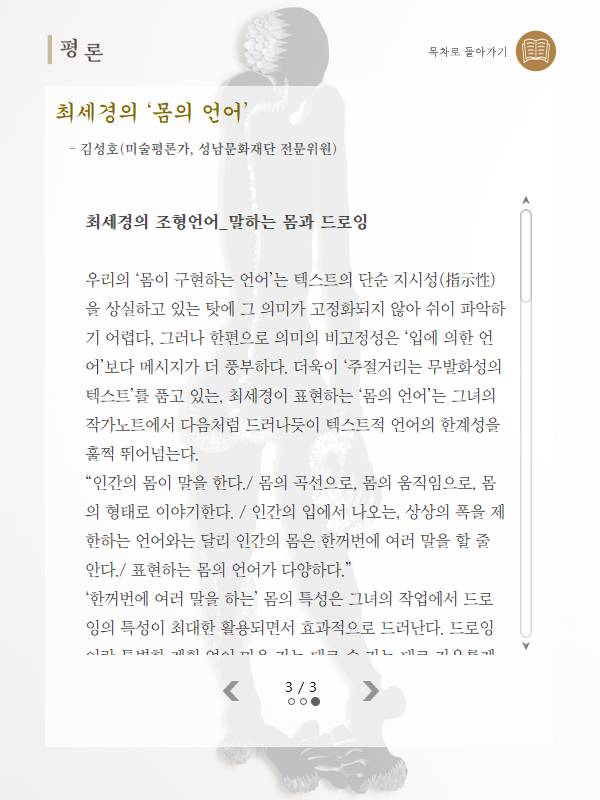 평론
목차로 돌아가기
최세경의 ‘몸의 언어’
- 김성호(미술평론가, 성남문화재단 전문위원)
최세경의 조형언어_말하는 몸과 드로잉
우리의 ‘몸이 구현하는 언어’는 텍스트의 단순 지시성(指示性)
을 상실하고 있는 탓에 그 의미가 고정화되지 않아 쉬이 파악하
기 어렵다, 그러나 한편으로 의미의 비고정성은 ‘입에 의한 언
어’보다 메시지가 더 풍부하다. 더욱이 ‘주절거리는 무발화성의
텍스트’를 품고 있는, 최세경이 표현하는 ‘몸의 언어’는 그녀의
작가노트에서 다음처럼 드러나듯이 텍스트적 언어의 한계성을
훌쩍 뛰어넘는다.
“인간의 몸이 말을 한다./ 몸의 곡선으로, 몸의 움직임으로, 몸
의 형태로 이야기한다. / 인간의 입에서 나오는, 상상의 폭을 제
한하는 언어와는 달리 인간의 몸은 한꺼번에 여러 말을 할 줄
안다./ 표현하는 몸의 언어가 다양하다.”
‘한꺼번에 여러 말을 하는’ 몸의 특성은 그녀의 작업에서 드로
잉의 특성이 최대한 활용되면서 효과적으로 드러난다. 드로잉
3 / 3